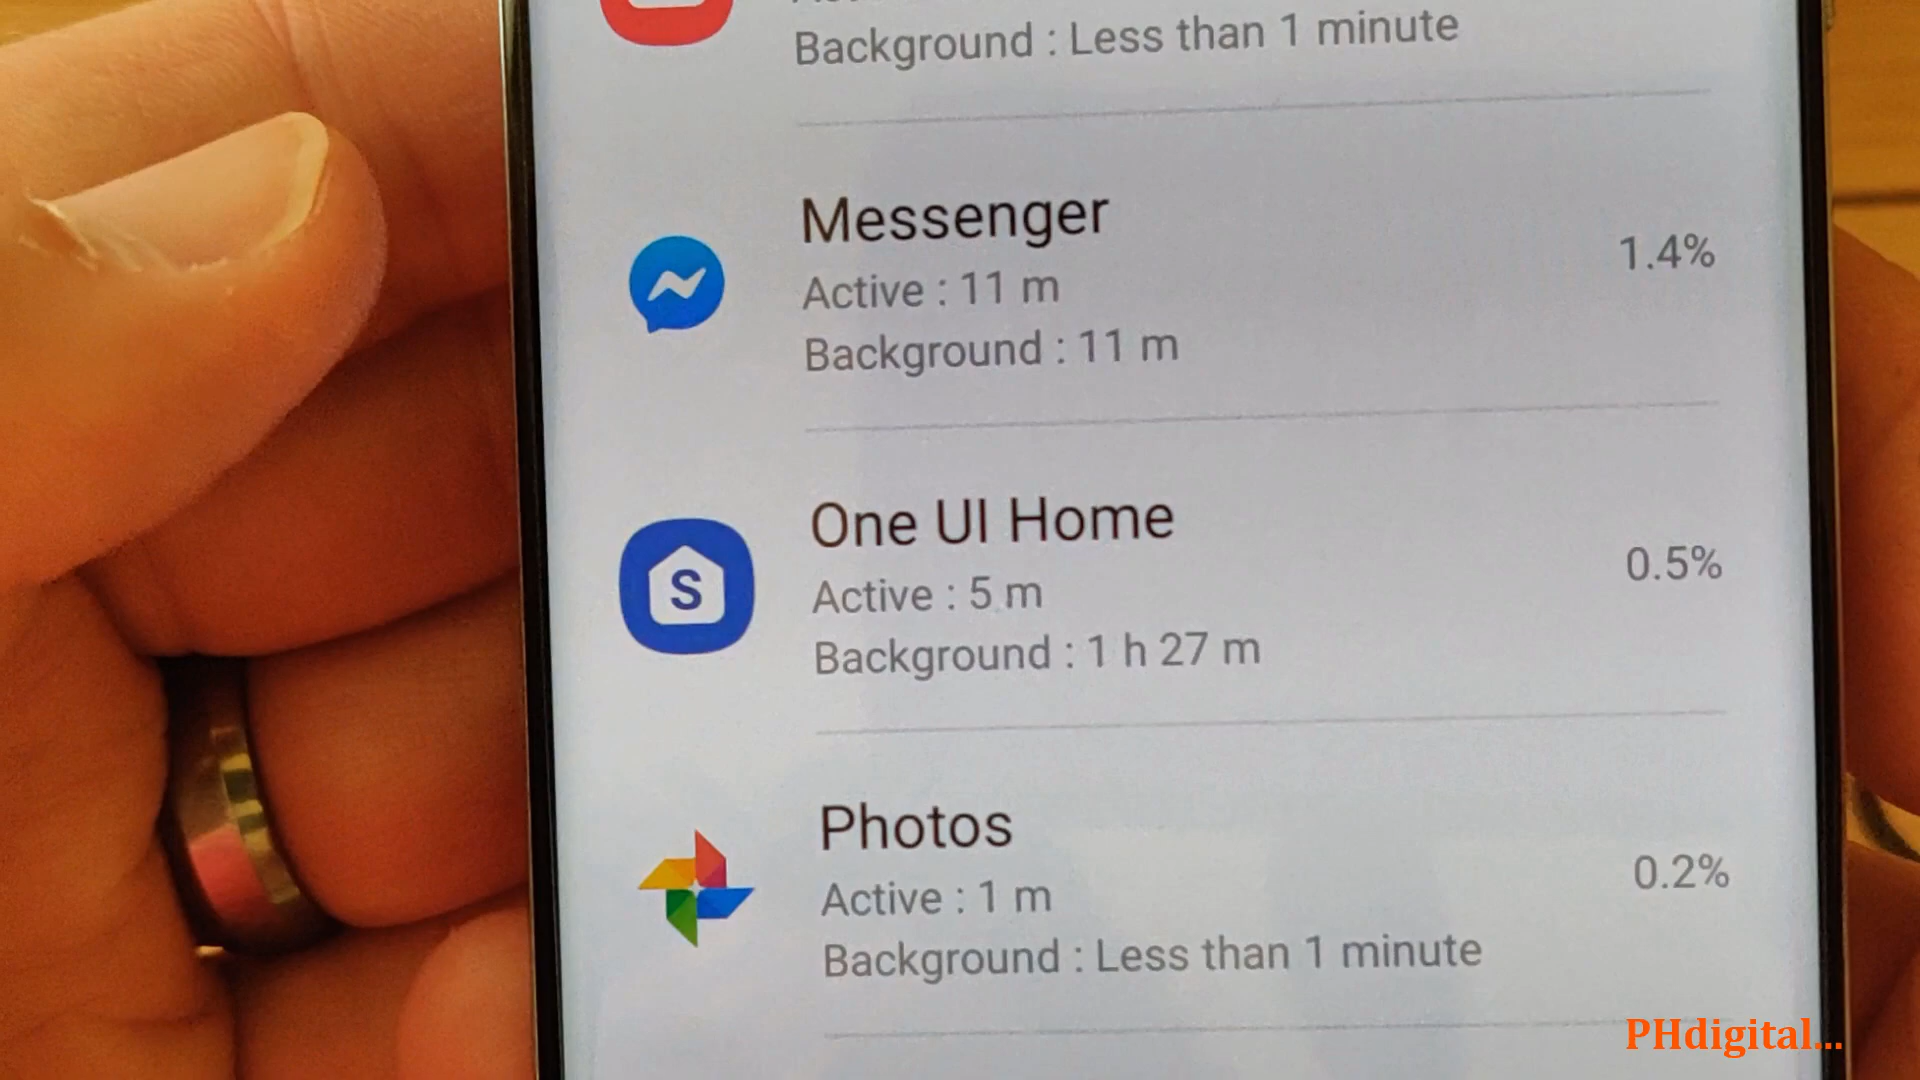 Background : Less than 1 minute
Messenger
Active : 11 m
Background : 11 m
1.4%
One UI Home
Active : 5 m
Background : 1 h 27 m
0.5%
S
Photos
Active : 1 m
Background : Less than 1 minute
0.2%
PHdigital...